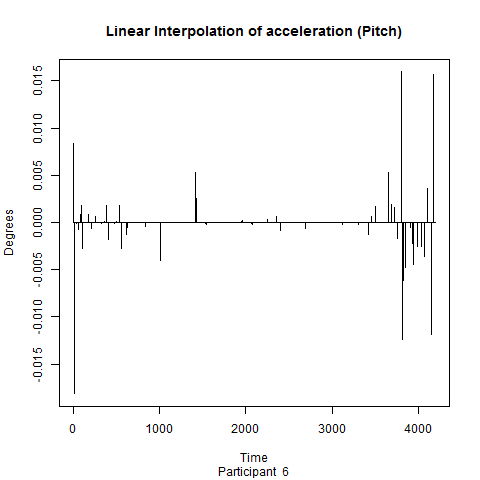 Linear Interpolation of acceleration (Pitch)
Degrees
0.015
0.010
0.005
0.000
-0.005
-0.010
-0.015
0 1000 2000 3000 4000
Time
Participant 6